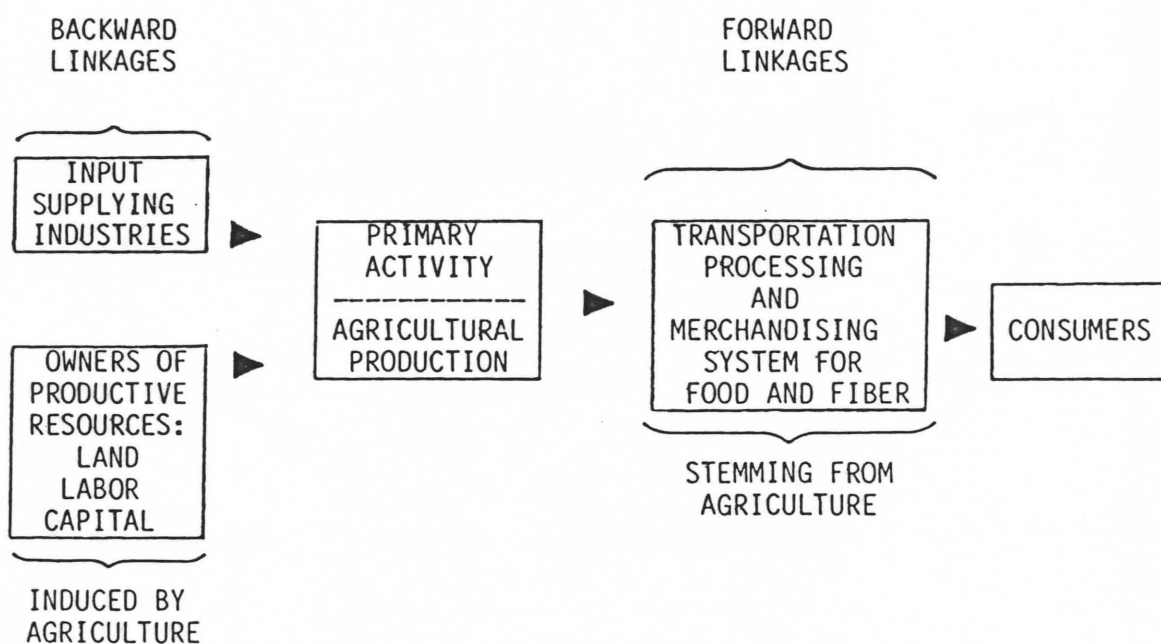 BACKWARD
LINKAGES
FORWARD
LINKAGES
INPUT
SUPPLYING
INDUSTRIES
OWNERS OF
PRODUCTIVE
RESOURCES:
LAND
LABOR
CAPITAL
INDUCED BY
AGRICULTURE
PRIMARY
ACTIVITY
AGRICULTURAL
PRODUCTION
TRANSPORTATION
PROCESSING
AND
MERCHANDISING
SYSTEM FOR
FOOD AND FIBER
STEMMING FROM
AGRICULTURE
CONSUMERS